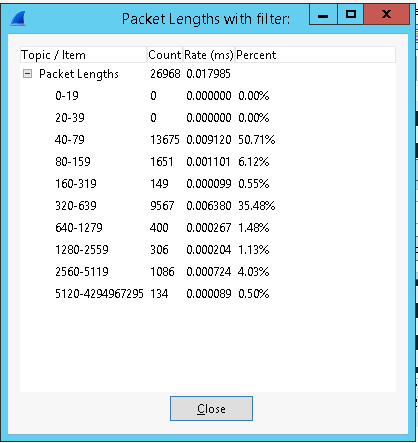 Packet Lengths with filter:
Topic / Item Count Rate (ms) Percent
Packet Lengths 26968 0.017985
0-19 0 0.000000 0.00%
20-39 0 0.000000 0.00%
40-79 13675 0.009120 50.71%
80-159 1651 0.001101 6.12%
160-319 149 0.000099 0.55%
320-639 9567 0.006380 35.48%
640-1279 400 0.000267 1.48%
1280-2559 306 0.000204 1.13%
2560-5119 1086 0.000724 4.03%
5120-4294967295 134 0.000089 0.50%
Close